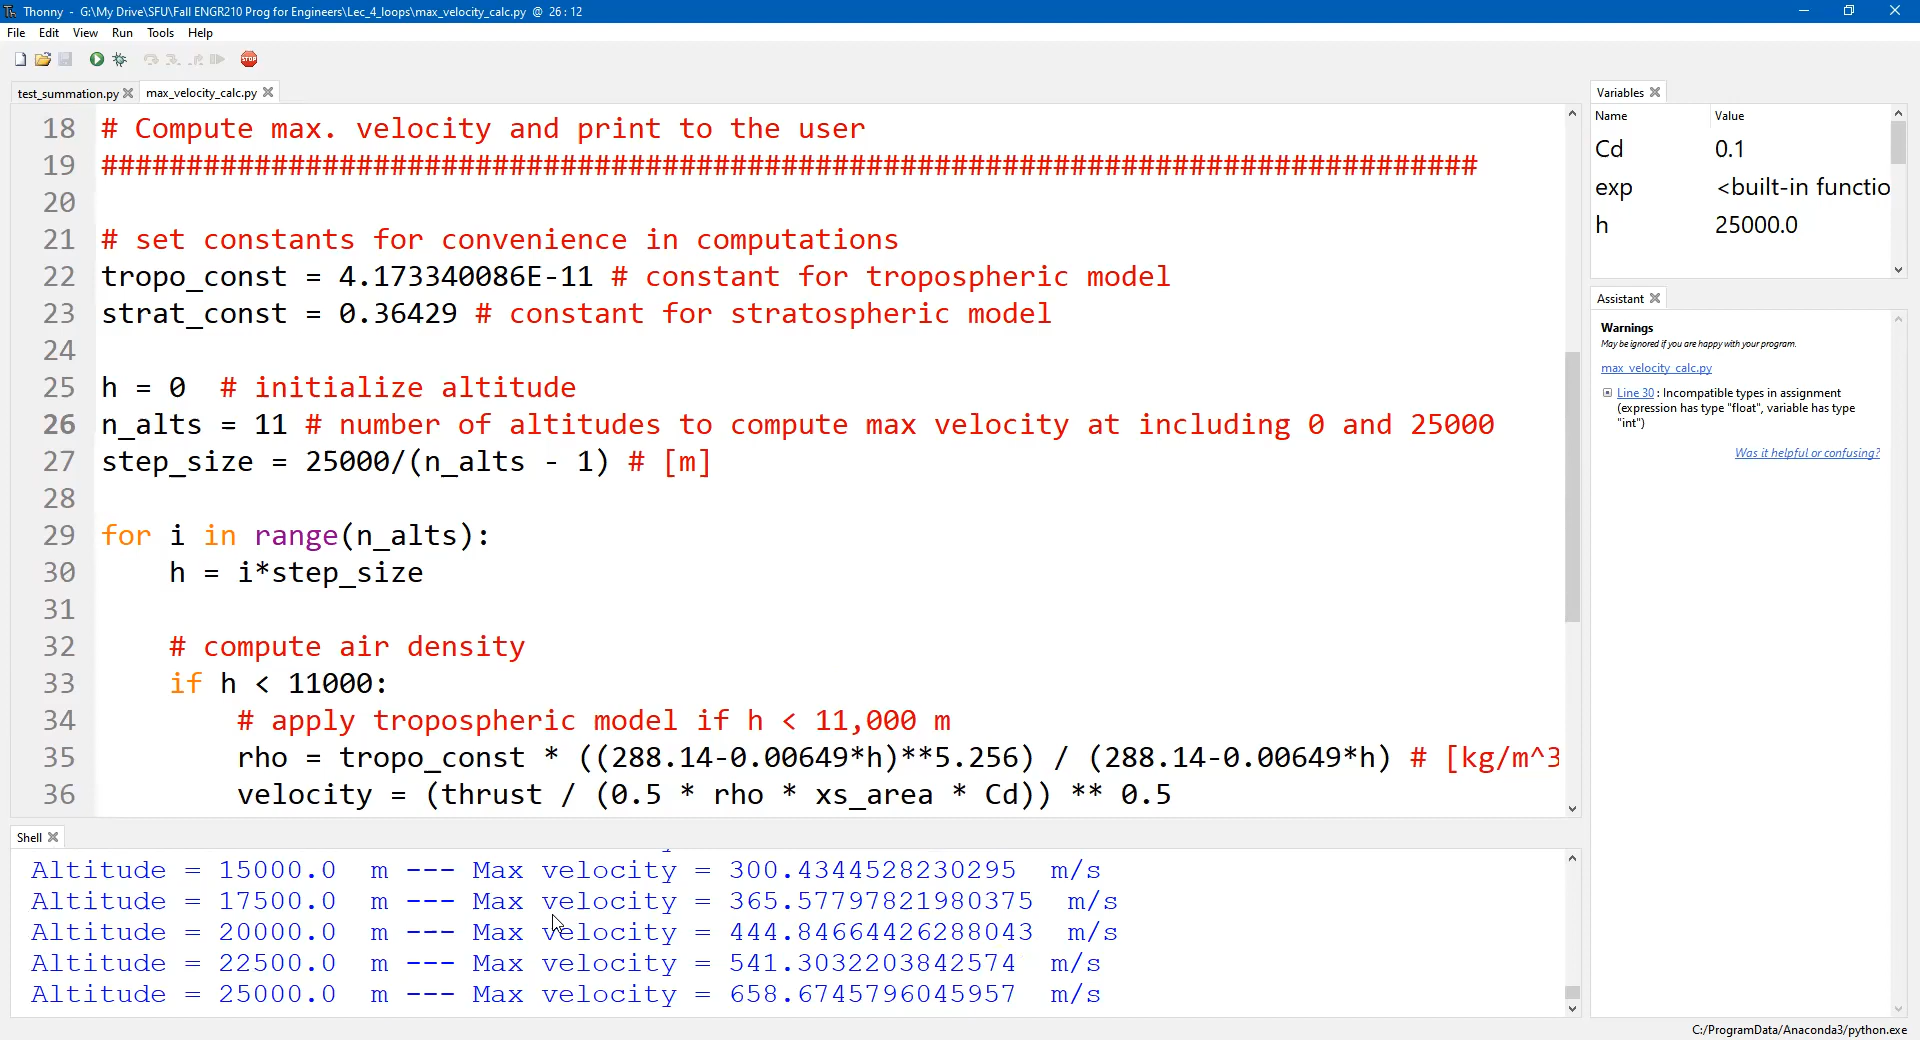 Thonny - G:\My Drive\SFU\Fall ENGR210 Prog for Engineers\Lec_4_loops\max_velocity_calc.py @ 26 : 12
File Edit View Run Tools Help
STOP
test_summation.py max_velocity_calc.py
18 # Compute max. velocity and print to the user
19 #################################################################################
20
21 # set constants for convenience in computations
22 tropo_const = 4.173340086E-11 # constant for tropospheric model
23 strat_const = 0.36429 # constant for stratospheric model
24
25 h = 0  # initialize altitude
26 n_alts = 11 # number of altitudes to compute max velocity at including 0 and 25000
27 step_size = 25000/(n_alts - 1) # [m]
28
29 for i in range(n_alts):
30     h = i*step_size
31
32     # compute air density
33     if h < 11000:
34         # apply tropospheric model if h < 11,000 m
35         rho = tropo_const * ((288.14-0.00649*h)**5.256) / (288.14-0.00649*h) # [kg/m^3
36         velocity = (thrust / (0.5 * rho * xs_area * Cd)) ** 0.5
Shell
Altitude = 15000.0  m --- Max velocity = 300.4344528230295  m/s
Altitude = 17500.0  m --- Max velocity = 365.57797821980375  m/s
Altitude = 20000.0  m --- Max velocity = 444.84664426288043  m/s
Altitude = 22500.0  m --- Max velocity = 541.3032203842574  m/s
Altitude = 25000.0  m --- Max velocity = 658.6745796045957  m/s
Variables
Name Value
Cd 0.1
exp <built-in functio
h 25000.0
Assistant
Warnings
May be ignored if you are happy with your program.
max_velocity_calc.py
Line 30 : Incompatible types in assignment
(expression has type "float", variable has type
"int")
Was it helpful or confusing?
C:/ProgramData/Anaconda3/python.exe